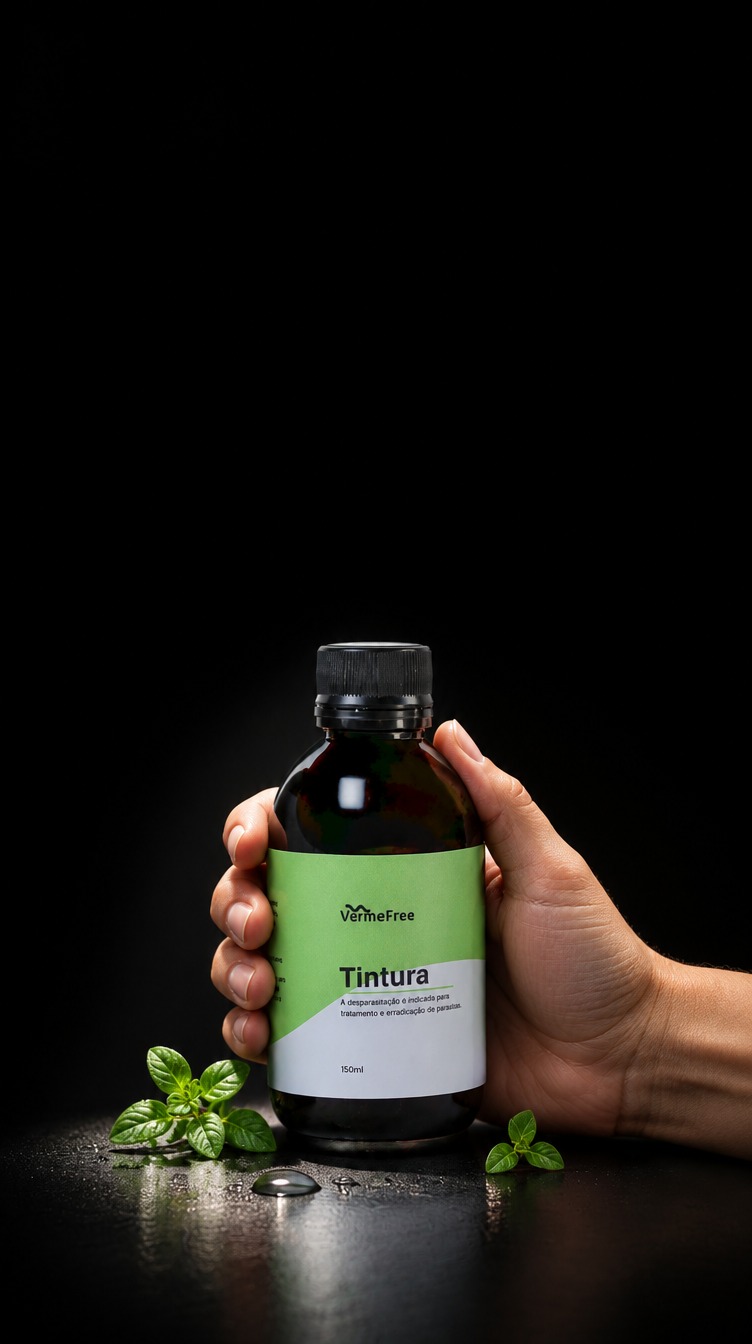 VermeFree
Tintura
A desparasitação é indicada para
tratamento e erradicação de parasitas.
150ml